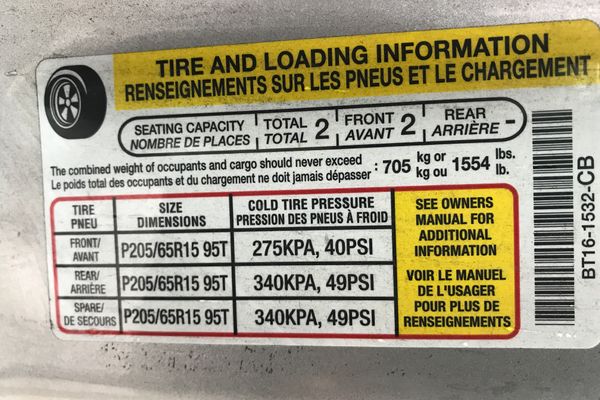 TIRE AND LOADING INFORMATION
RENSEIGNEMENTS SUR LES PNEUS ET LE CHARGEMENT
SEATING CAPACITY TOTAL 2 FRONT 2 REAR -
NOMBRE DE PLACES TOTAL AVANT ARRIÈRE
The combined weight of occupants and cargo should never exceed : 705 kg or 1554 lbs.
Le poids total des occupants et du chargement ne doit jamais dépasser kg ou lb.
TIRE SIZE COLD TIRE PRESSURE
PNEU DIMENSIONS PRESSION DES PNEUS À FROID
FRONT/
AVANT P205/65R15 95T 275KPA, 40PSI
REAR/
ARRIÈRE P205/65R15 95T 340KPA, 49PSI
SPARE/
DE SECOURS P205/65R15 95T 340KPA, 49PSI
SEE OWNERS
MANUAL FOR
ADDITIONAL
INFORMATION
VOIR LE MANUEL
DE L'USAGER
POUR PLUS DE
RENSEIGNEMENTS
BT16-1532-CB